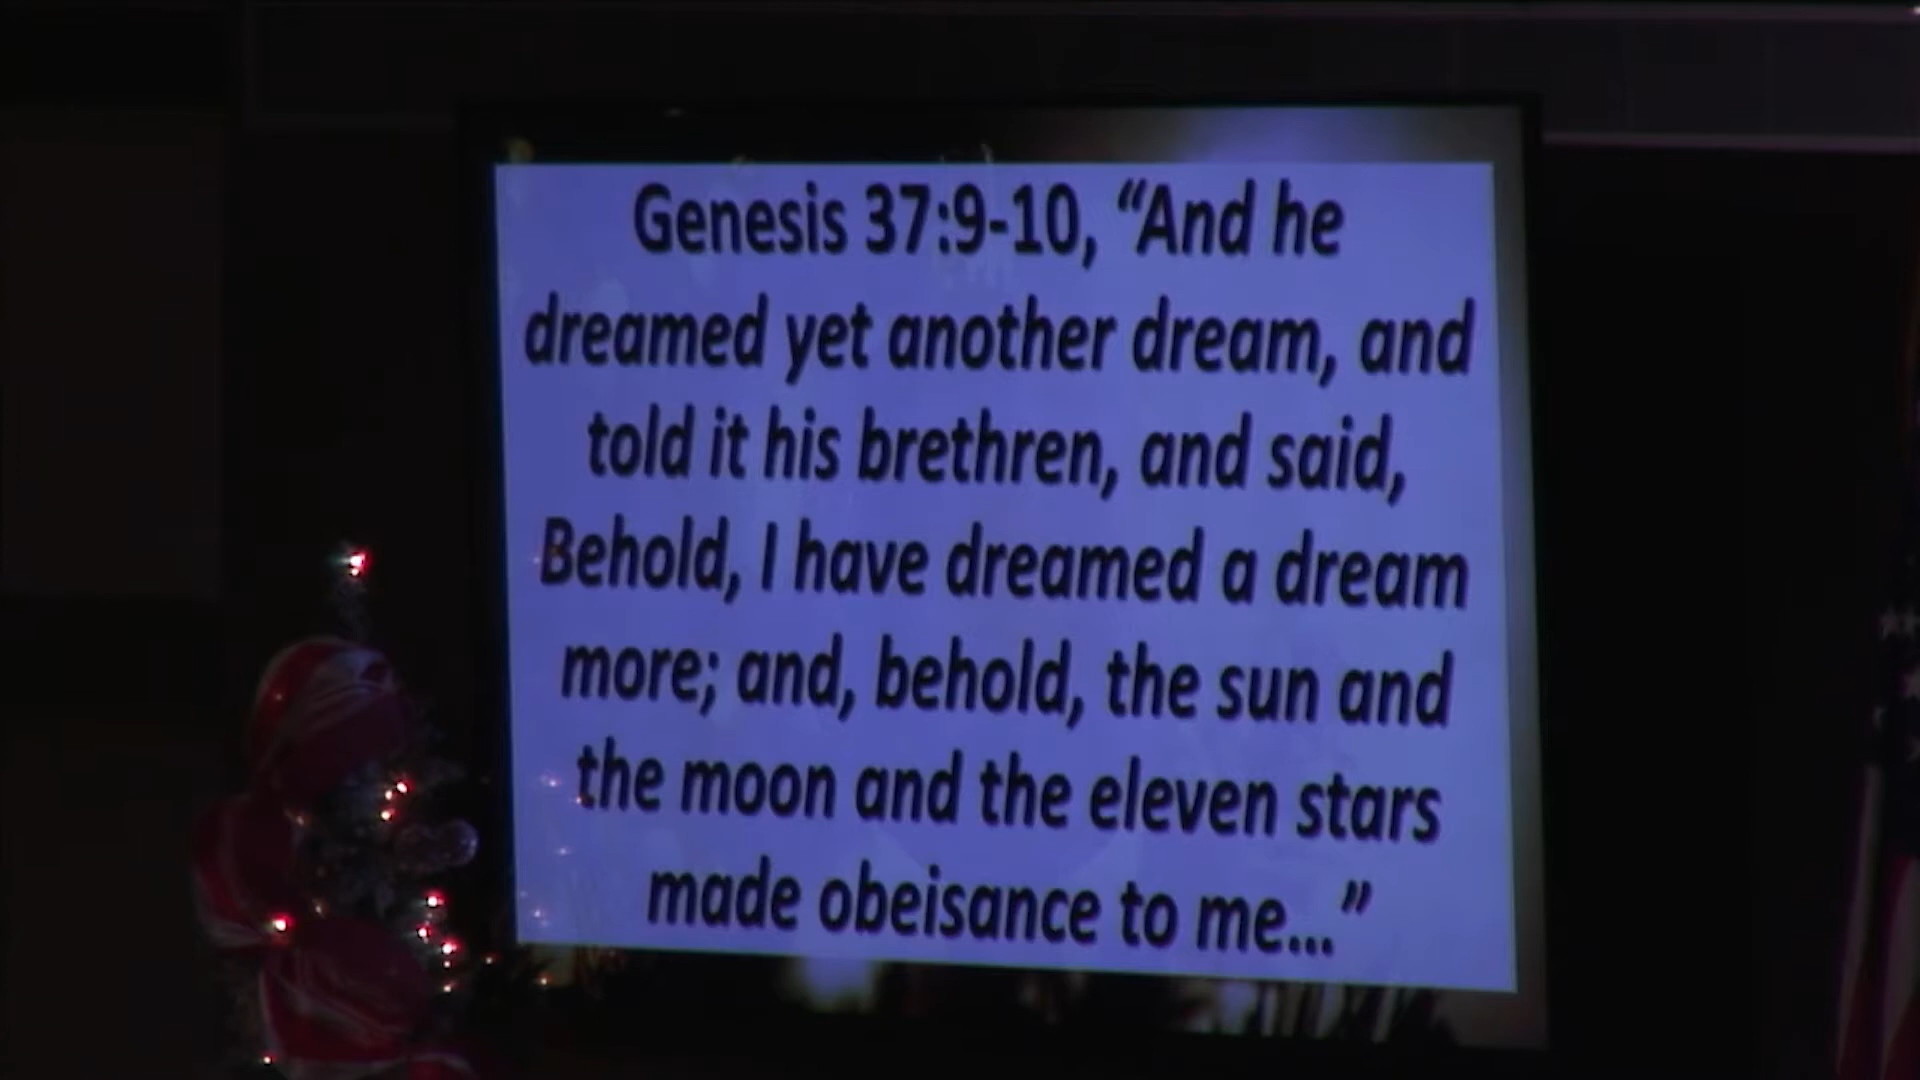 Genesis 37:9-10, “And he
dreamed yet another dream, and
told it his brethren, and said,
Behold, I have dreamed a dream
more; and, behold, the sun and
the moon and the eleven stars
made obeisance to me...”